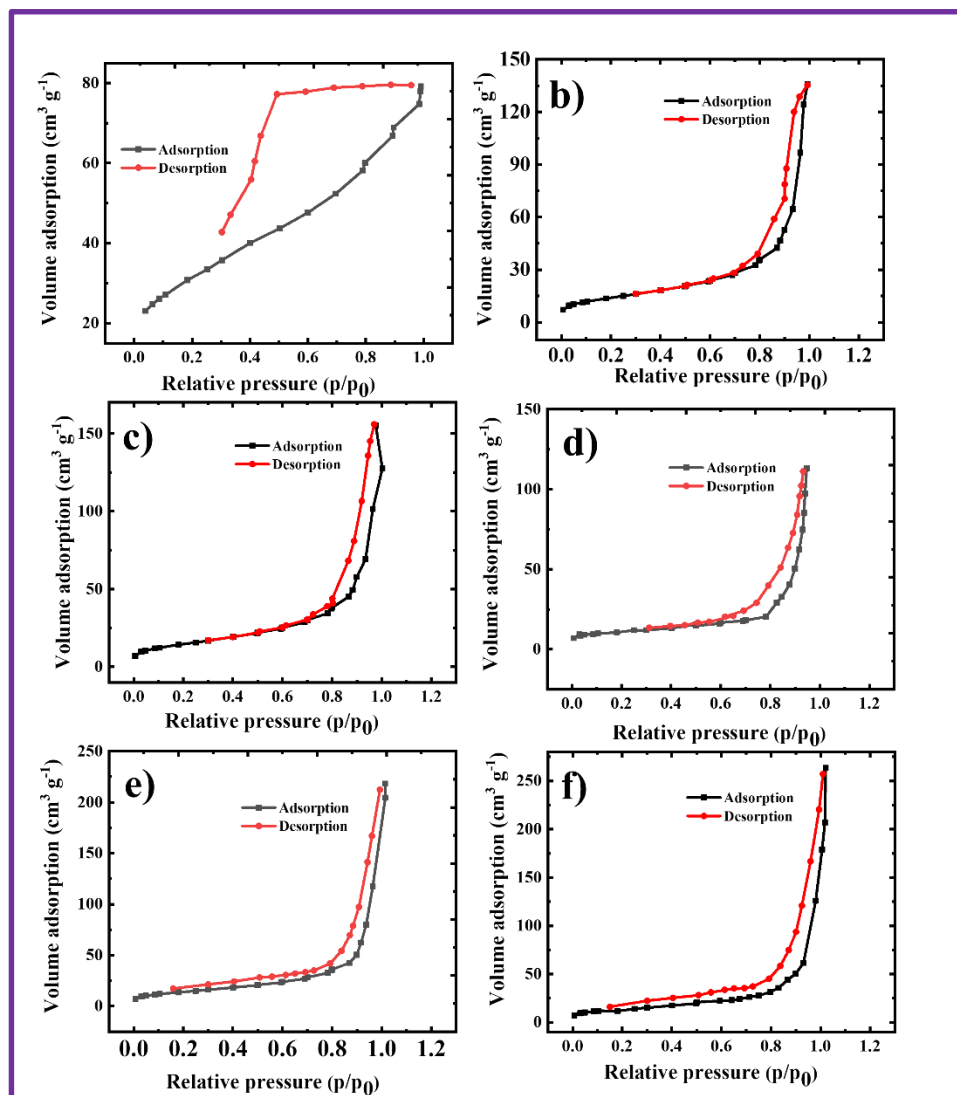 Volume adsorption (cm³ g⁻¹)
80
60
40
20
Adsorption
Desorption
0.0 0.2 0.4 0.6 0.8 1.0
Relative pressure (p/p₀)
b)
Volume adsorption (cm³ g⁻¹)
150
120
90
60
30
0
Adsorption
Desorption
0.0 0.2 0.4 0.6 0.8 1.0 1.2
Relative pressure (p/p₀)
c)
Volume adsorption (cm³ g⁻¹)
150
100
50
0
Adsorption
Desorption
0.0 0.2 0.4 0.6 0.8 1.0 1.2
Relative pressure (p/p₀)
d)
Volume adsorption (cm³ g⁻¹)
150
100
50
0
Adsorption
Desorption
0.0 0.2 0.4 0.6 0.8 1.0 1.2
Relative pressure (p/p₀)
e)
Volume adsorption (cm³ g⁻¹)
250
200
150
100
50
0
Adsorption
Desorption
0.0 0.2 0.4 0.6 0.8 1.0 1.2
Relative pressure (p/p₀)
f)
Volume adsorption (cm³ g⁻¹)
250
200
150
100
50
0
Adsorption
Desorption
0.0 0.2 0.4 0.6 0.8 1.0 1.2
Relative pressure (p/p₀)